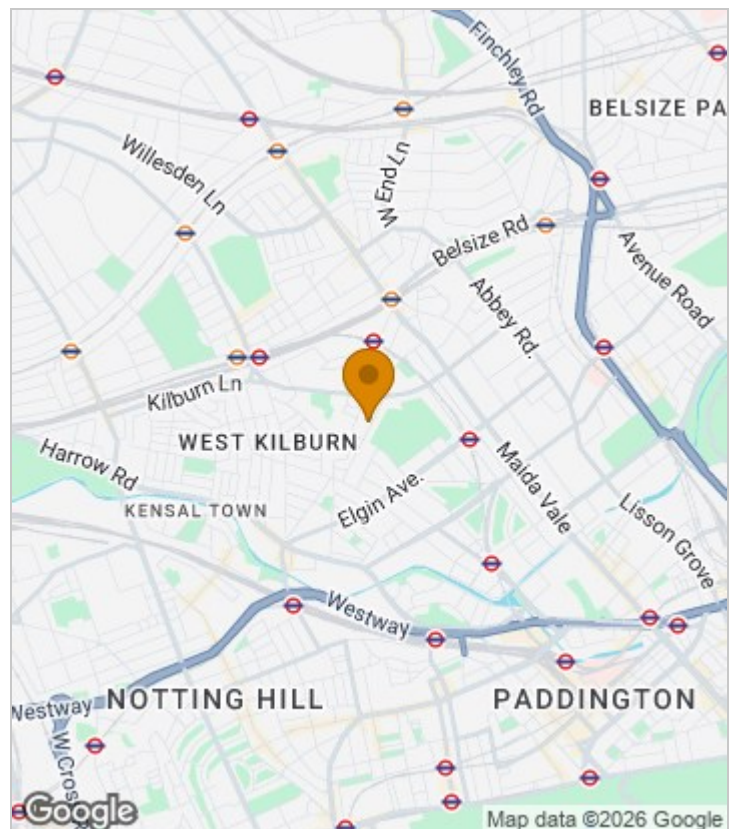 Finchley Rd
BELSIZE PA
Willesden Ln
W End Ln
Belsize Rd
Avenue Road
Abbey Rd.
Kilburn Ln
WEST KILBURN
Harrow Rd
Maida Vale
Elgin Ave.
KENSAL TOWN
Lisson Grove
Westway
NOTTING HILL
PADDINGTON
Westway
W Cros
Google
Map data ©2026 Google